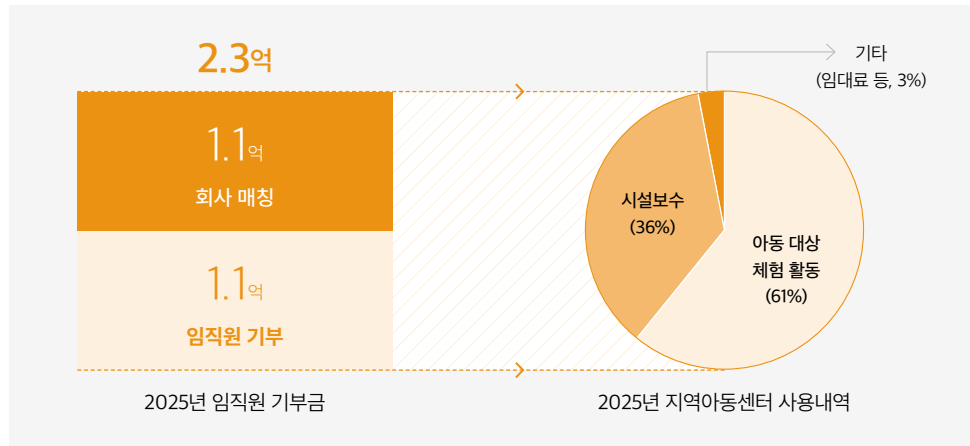 2.3억
1.1억
회사 매칭
1.1억
임직원 기부
2025년 임직원 기부금
기타
(임대료 등, 3%)
시설보수
(36%)
아동 대상
체험 활동
(61%)
2025년 지역아동센터 사용내역